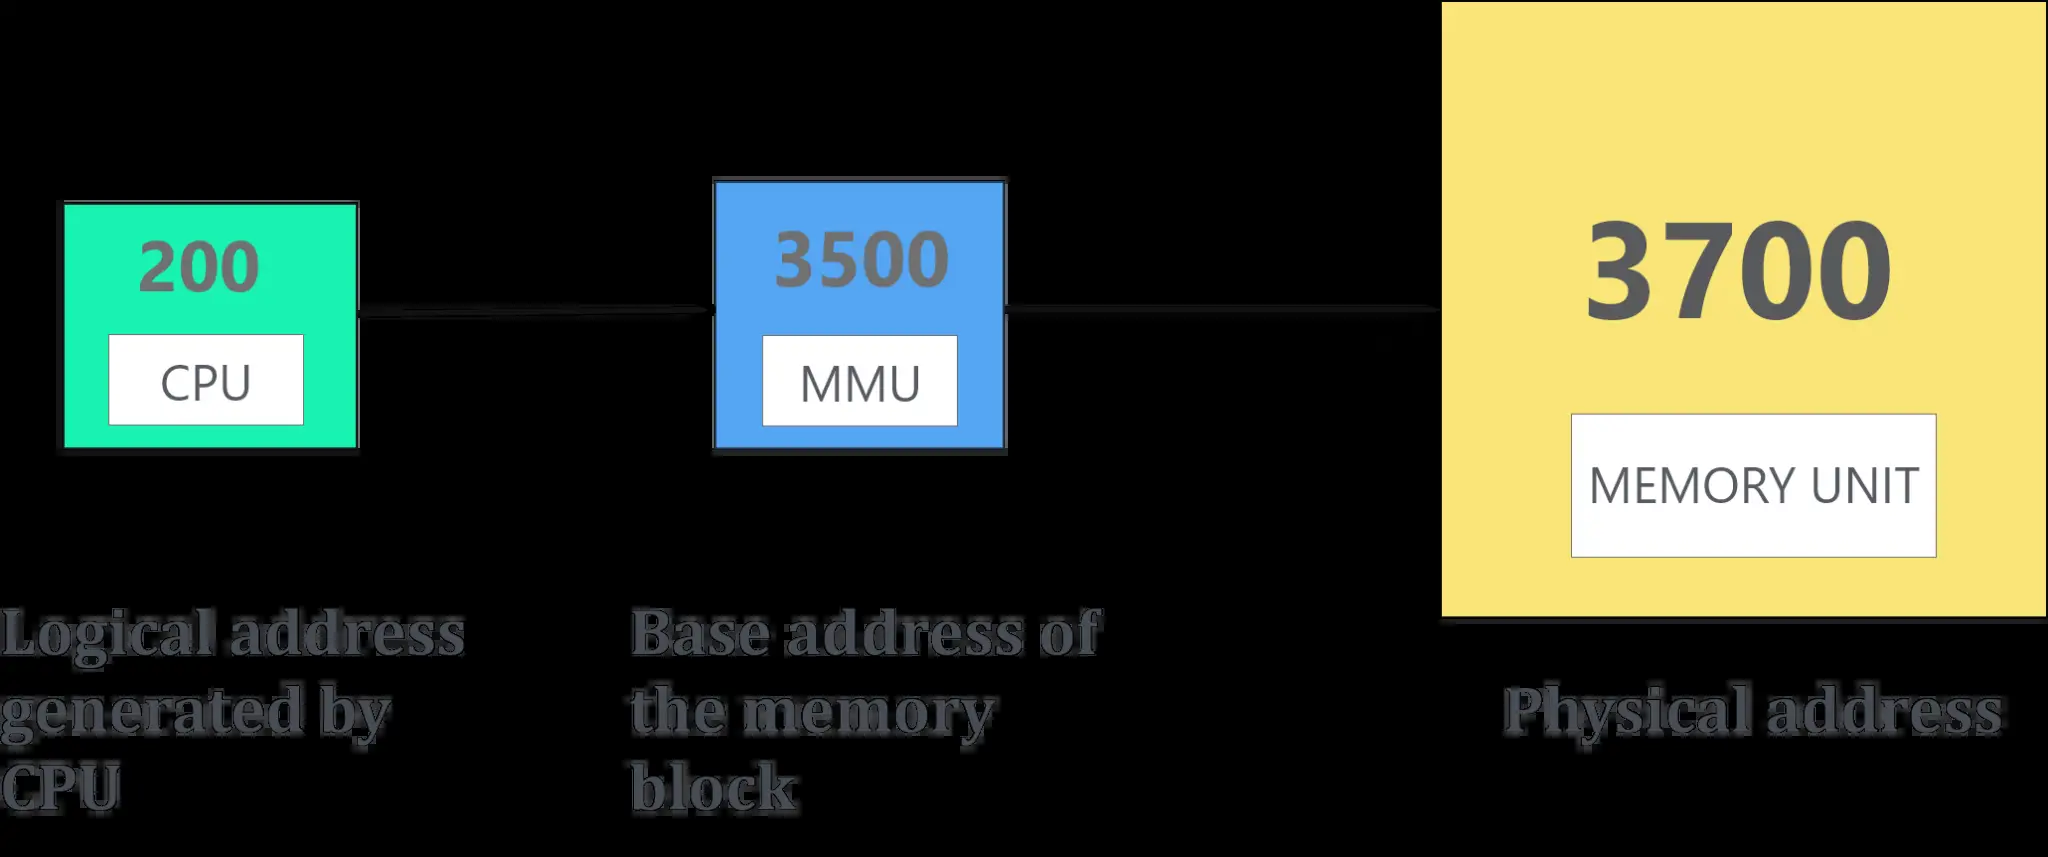 200
CPU
3500
MMU
3700
MEMORY UNIT
Logical address
generated by
CPU
Base address of
the memory
block
Physical address